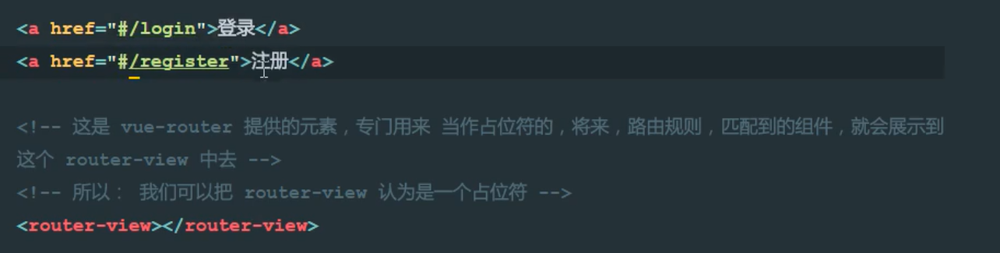 <a href="#/login">登录</a>
<a href="#/register">注册</a>
<!-- 这是 vue-router 提供的元素，专门用来 当作占位符的，将来，路由规则，匹配到的组件，就会展示到
这个 router-view 中去 -->
<!-- 所以： 我们可以把 router-view 认为是一个占位符 -->
<router-view></router-view>